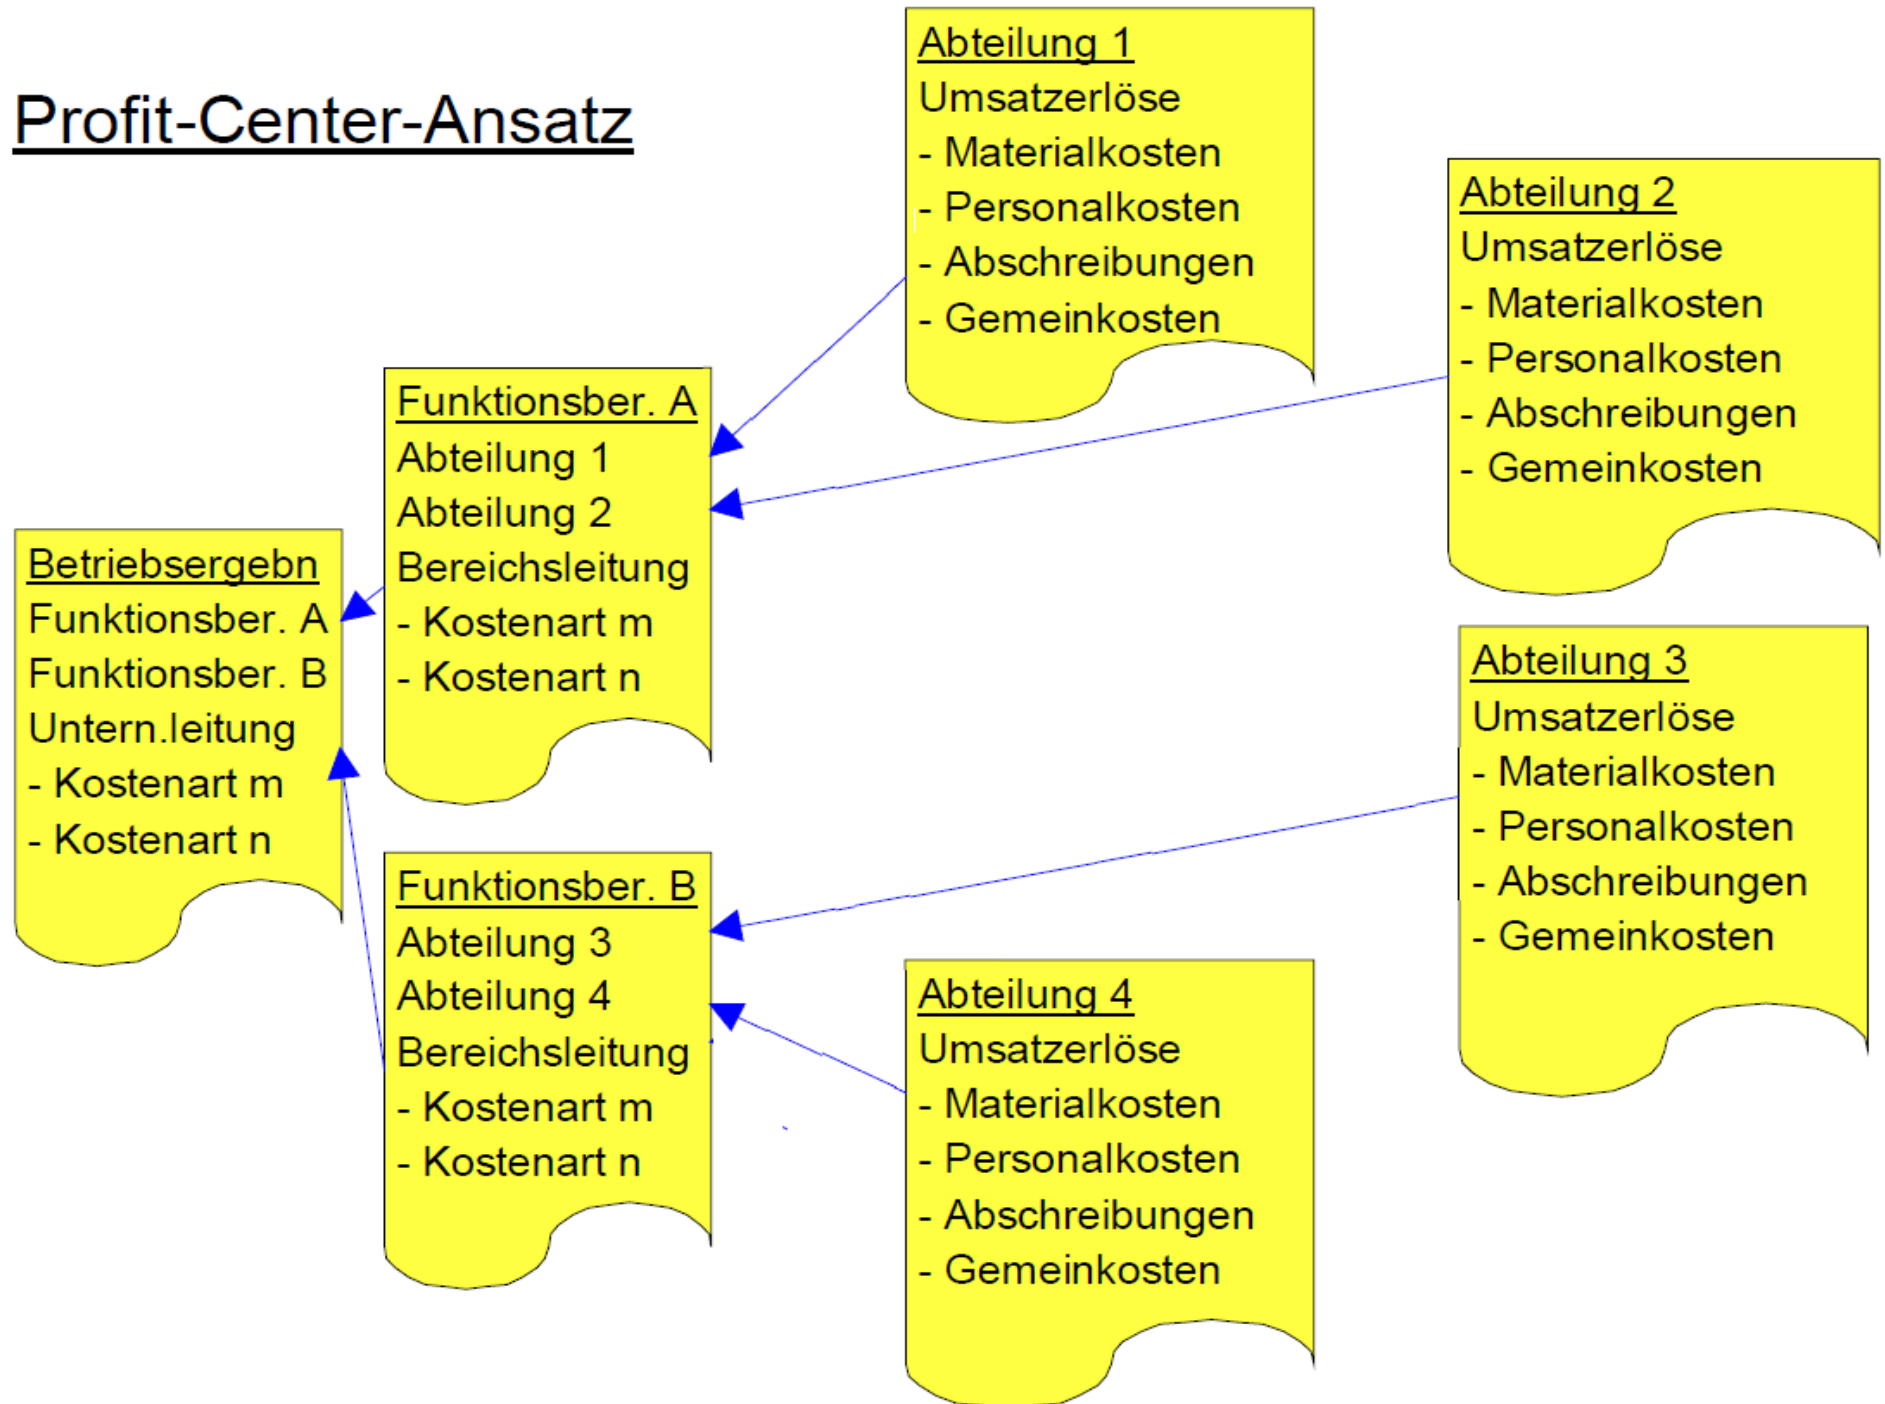 Profit-Center-Ansatz
Abteilung 1
Umsatzerlöse
- Materialkosten
- Personalkosten
- Abschreibungen
- Gemeinkosten
Abteilung 2
Umsatzerlöse
- Materialkosten
- Personalkosten
- Abschreibungen
- Gemeinkosten
Funktionsber. A
Abteilung 1
Abteilung 2
Bereichsleitung
- Kostenart m
- Kostenart n
Betriebsergebn
Funktionsber. A
Funktionsber. B
Untern.leitung
- Kostenart m
- Kostenart n
Abteilung 3
Umsatzerlöse
- Materialkosten
- Personalkosten
- Abschreibungen
- Gemeinkosten
Funktionsber. B
Abteilung 3
Abteilung 4
Bereichsleitung
- Kostenart m
- Kostenart n
Abteilung 4
Umsatzerlöse
- Materialkosten
- Personalkosten
- Abschreibungen
- Gemeinkosten